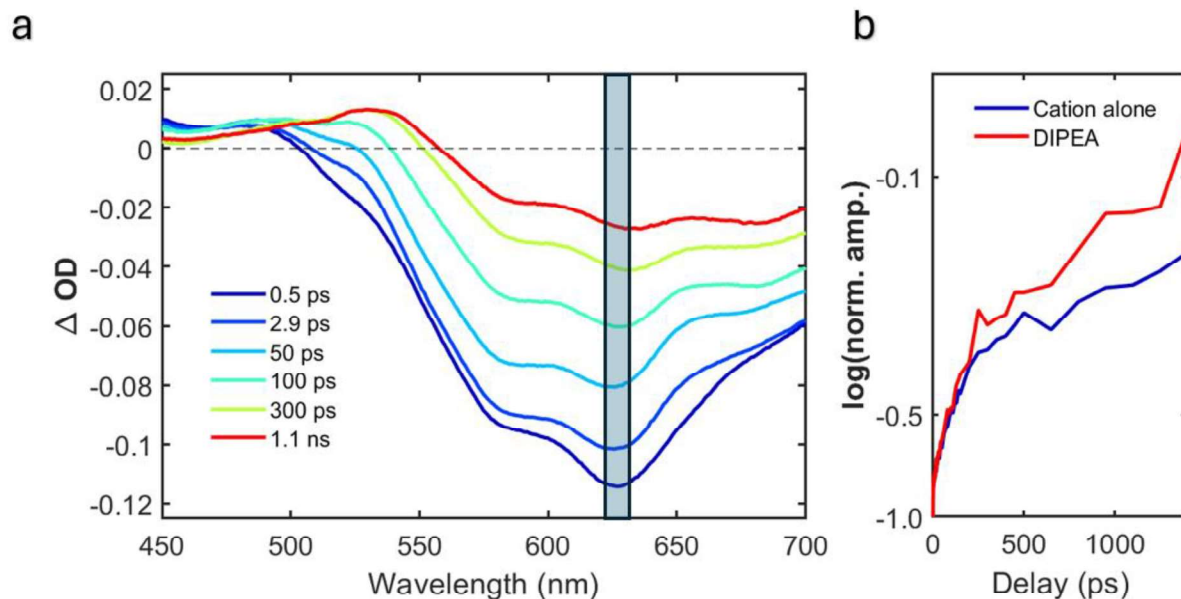 a
Δ OD
0.02
0
-0.02
-0.04
-0.06
-0.08
-0.1
-0.12
0.5 ps
2.9 ps
50 ps
100 ps
300 ps
1.1 ns
450
500
550
600
650
700
Wavelength (nm)
b
log(norm. amp.)
-0.1
-0.5
-1.0
Cation alone
DIPEA
0
500
1000
Delay (ps)